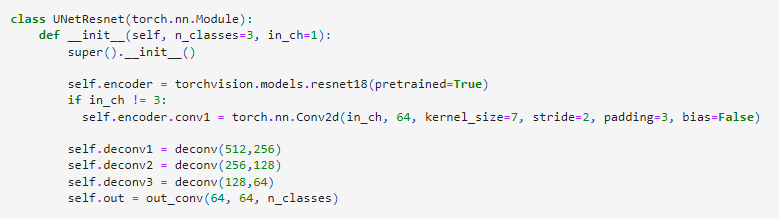 class UNetResnet(torch.nn.Module):
    def __init__(self, n_classes=3, in_ch=1):
        super().__init__()

        self.encoder = torchvision.models.resnet18(pretrained=True)
        if in_ch != 3:
          self.encoder.conv1 = torch.nn.Conv2d(in_ch, 64, kernel_size=7, stride=2, padding=3, bias=False)

        self.deconv1 = deconv(512,256)
        self.deconv2 = deconv(256,128)
        self.deconv3 = deconv(128,64)
        self.out = out_conv(64, 64, n_classes)